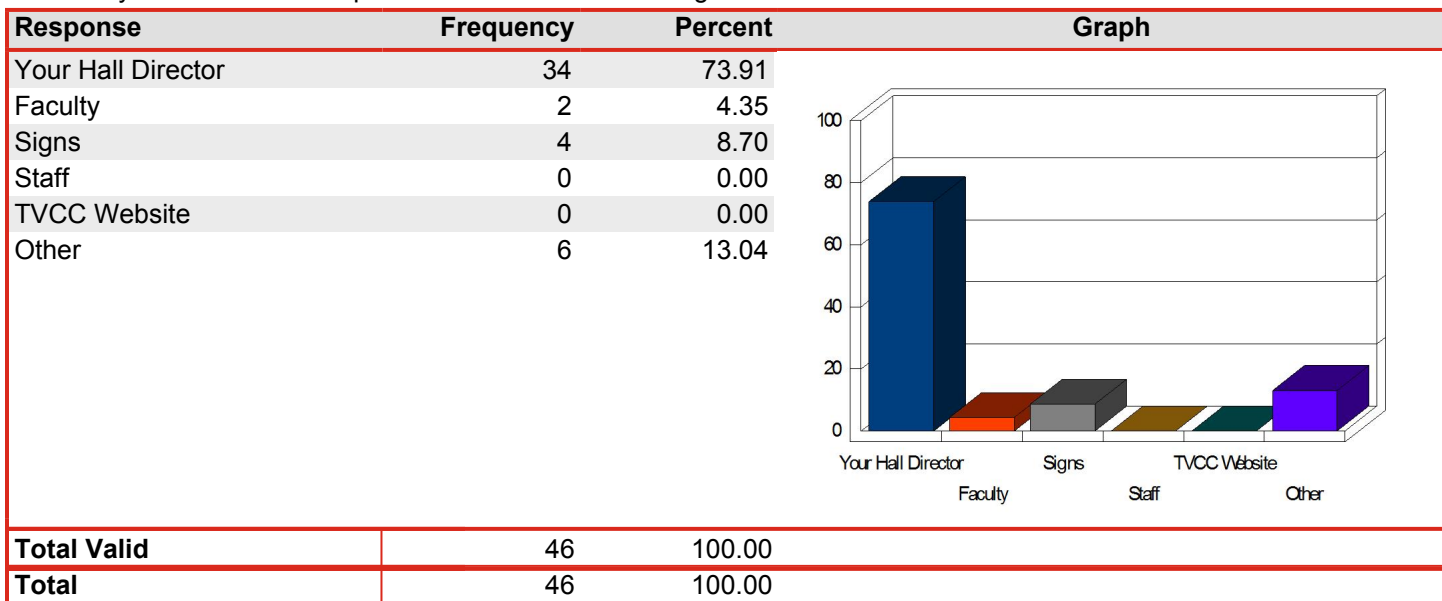 Response Frequency Percent Graph
Your Hall Director 34 73.91
Faculty 2 4.35
Signs 4 8.70
Staff 0 0.00
TVCC Website 0 0.00
Other 6 13.04
100
80
60
40
20
0
Your Hall Director Signs TVCC Website
Faculty Staff Other
Total Valid 46 100.00
Total 46 100.00